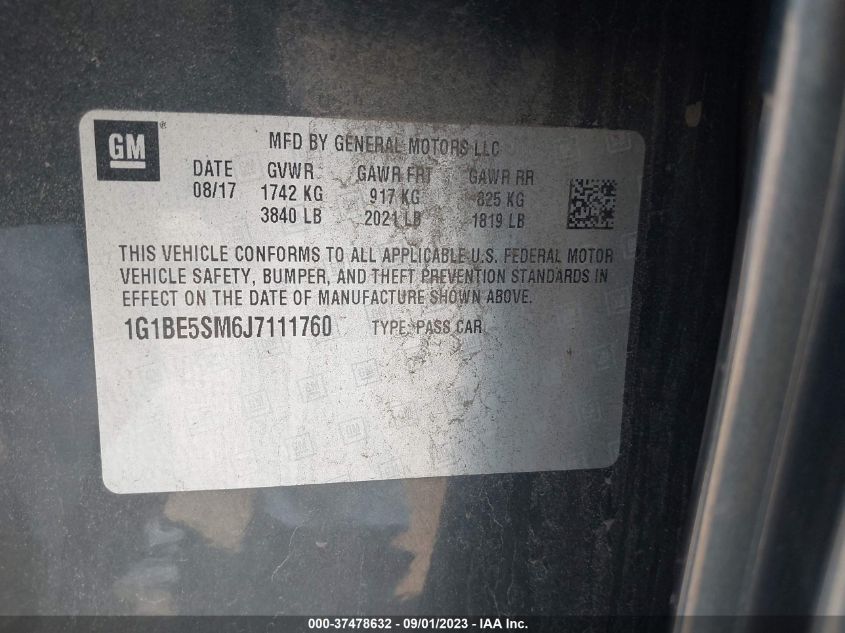 GM ®
MFD BY GENERAL MOTORS LLC
DATE GVWR GAWR FRT GAWR RR
08/17 1742 KG 917 KG 825 KG
3840 LB 2021 LB 1819 LB
THIS VEHICLE CONFORMS TO ALL APPLICABLE U.S. FEDERAL MOTOR
VEHICLE SAFETY, BUMPER, AND THEFT PREVENTION STANDARDS IN
EFFECT ON THE DATE OF MANUFACTURE SHOWN ABOVE.
1G1BE5SM6J7111760 TYPE: PASS CAR
000-37478632 - 09/01/2023 - IAA Inc.